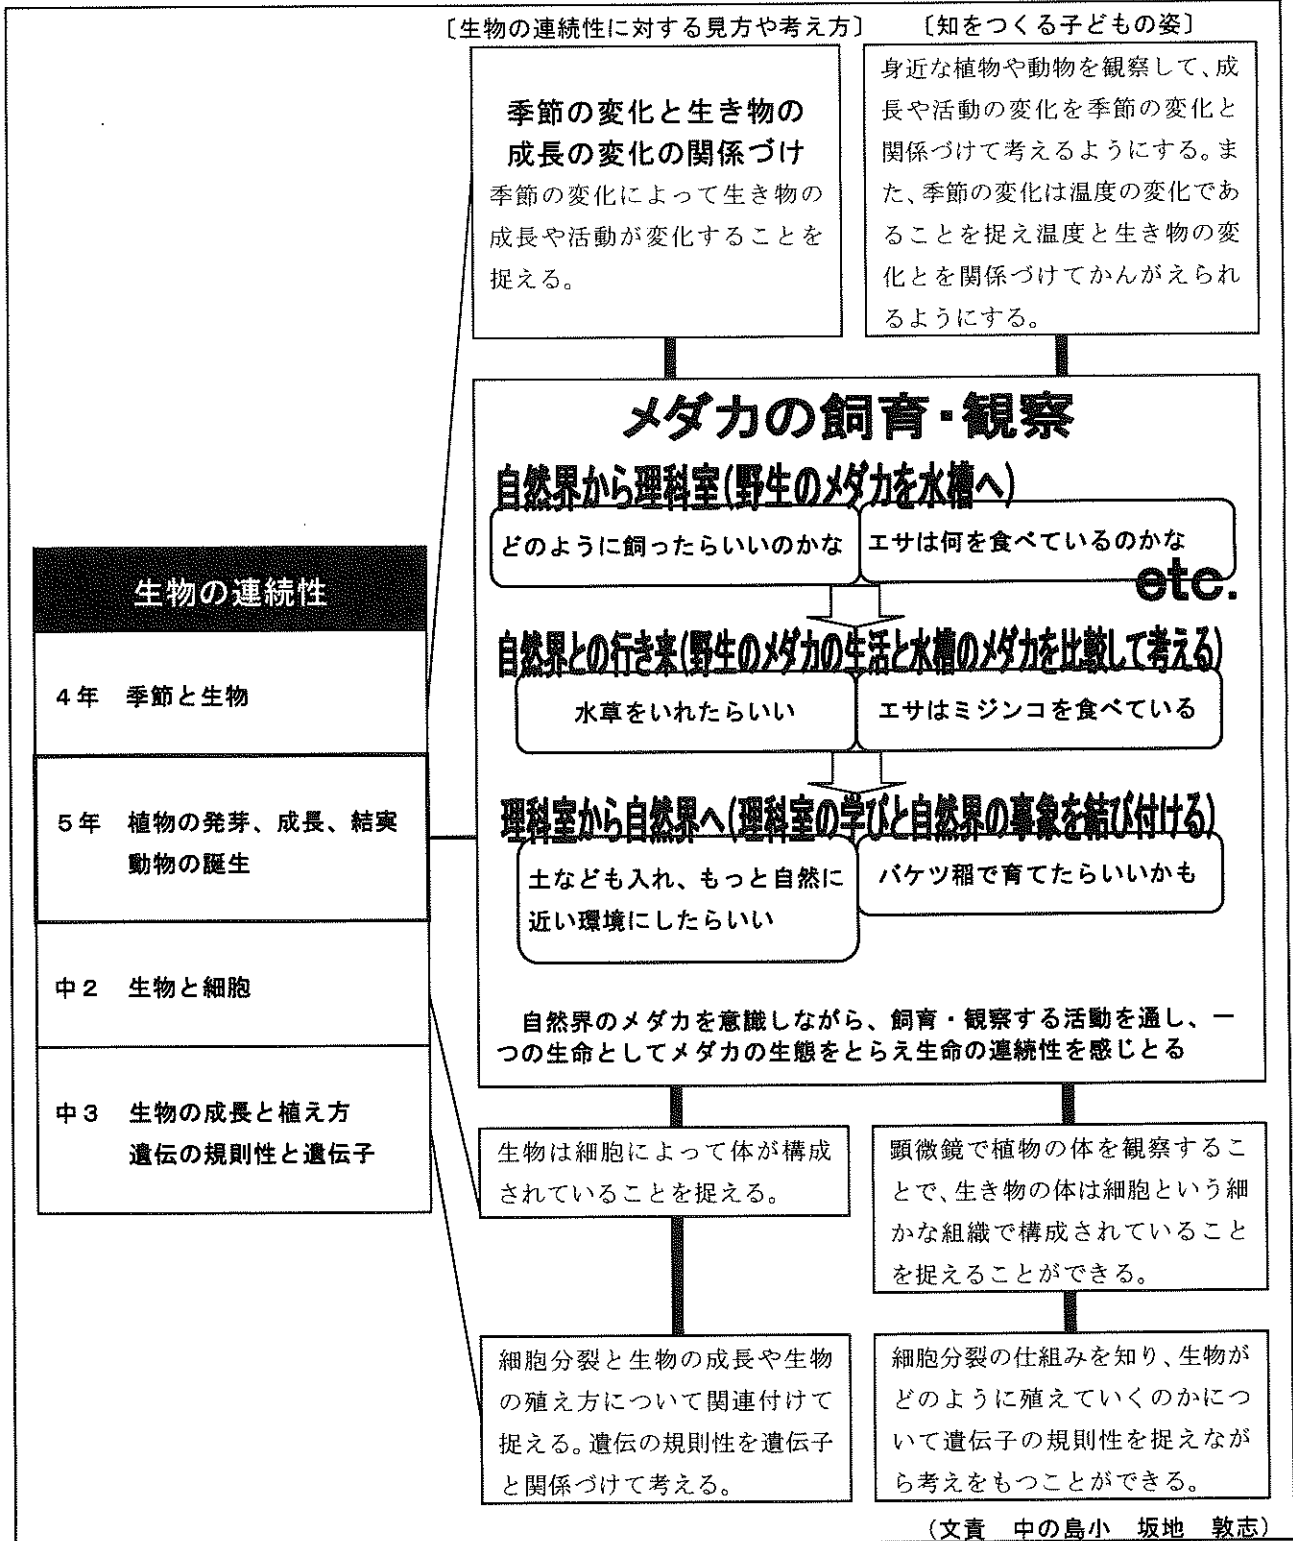 〔生物の連続性に対する見方や考え方〕
〔知をつくる子どもの姿〕
季節の変化と生き物の
成長の変化の関係づけ
季節の変化によって生き物の
成長や活動が変化することを
捉える。
身近な植物や動物を観察して、成
長や活動の変化を季節の変化と
関係づけて考えるようにする。ま
た、季節の変化は温度の変化であ
ることを捉え温度と生き物の変
化とを関係づけてかんがえられ
るようにする。
生物の連続性
4年 季節と生物
5年 植物の発芽、成長、結実
動物の誕生
中2 生物と細胞
中3 生物の成長と植え方
遺伝の規則性と遺伝子
メダカの飼育・観察
自然界から理科室(野生のメダカを水槽へ)
どのように飼ったらいいのかな
エサは何を食べているのかな
etc.
自然界との行き来(野生のメダカの生活と水槽のメダカを比較して考える)
水草をいれたらいい
エサはミジンコを食べている
理科室から自然界へ(理科室の学びと自然界の事象を結び付ける)
土なども入れ、もっと自然に
近い環境にしたらいい
バケツ稲で育てたらいいかも
自然界のメダカを意識しながら、飼育・観察する活動を通し、一
つの生命としてメダカの生態をとらえ生命の連続性を感じとる
生物は細胞によって体が構成
されていることを捉える。
顕微鏡で植物の体を観察するこ
とで、生き物の体は細胞という細
かな組織で構成されていること
を捉えることができる。
細胞分裂と生物の成長や生物
の殖え方について関連付けて
捉える。遺伝の規則性を遺伝子
と関係づけて考える。
細胞分裂の仕組みを知り、生物が
どのように殖えていくのかにつ
いて遺伝子の規則性を捉えなが
ら考えをもつことができる。
(文責 中の島小 坂地 敦志)